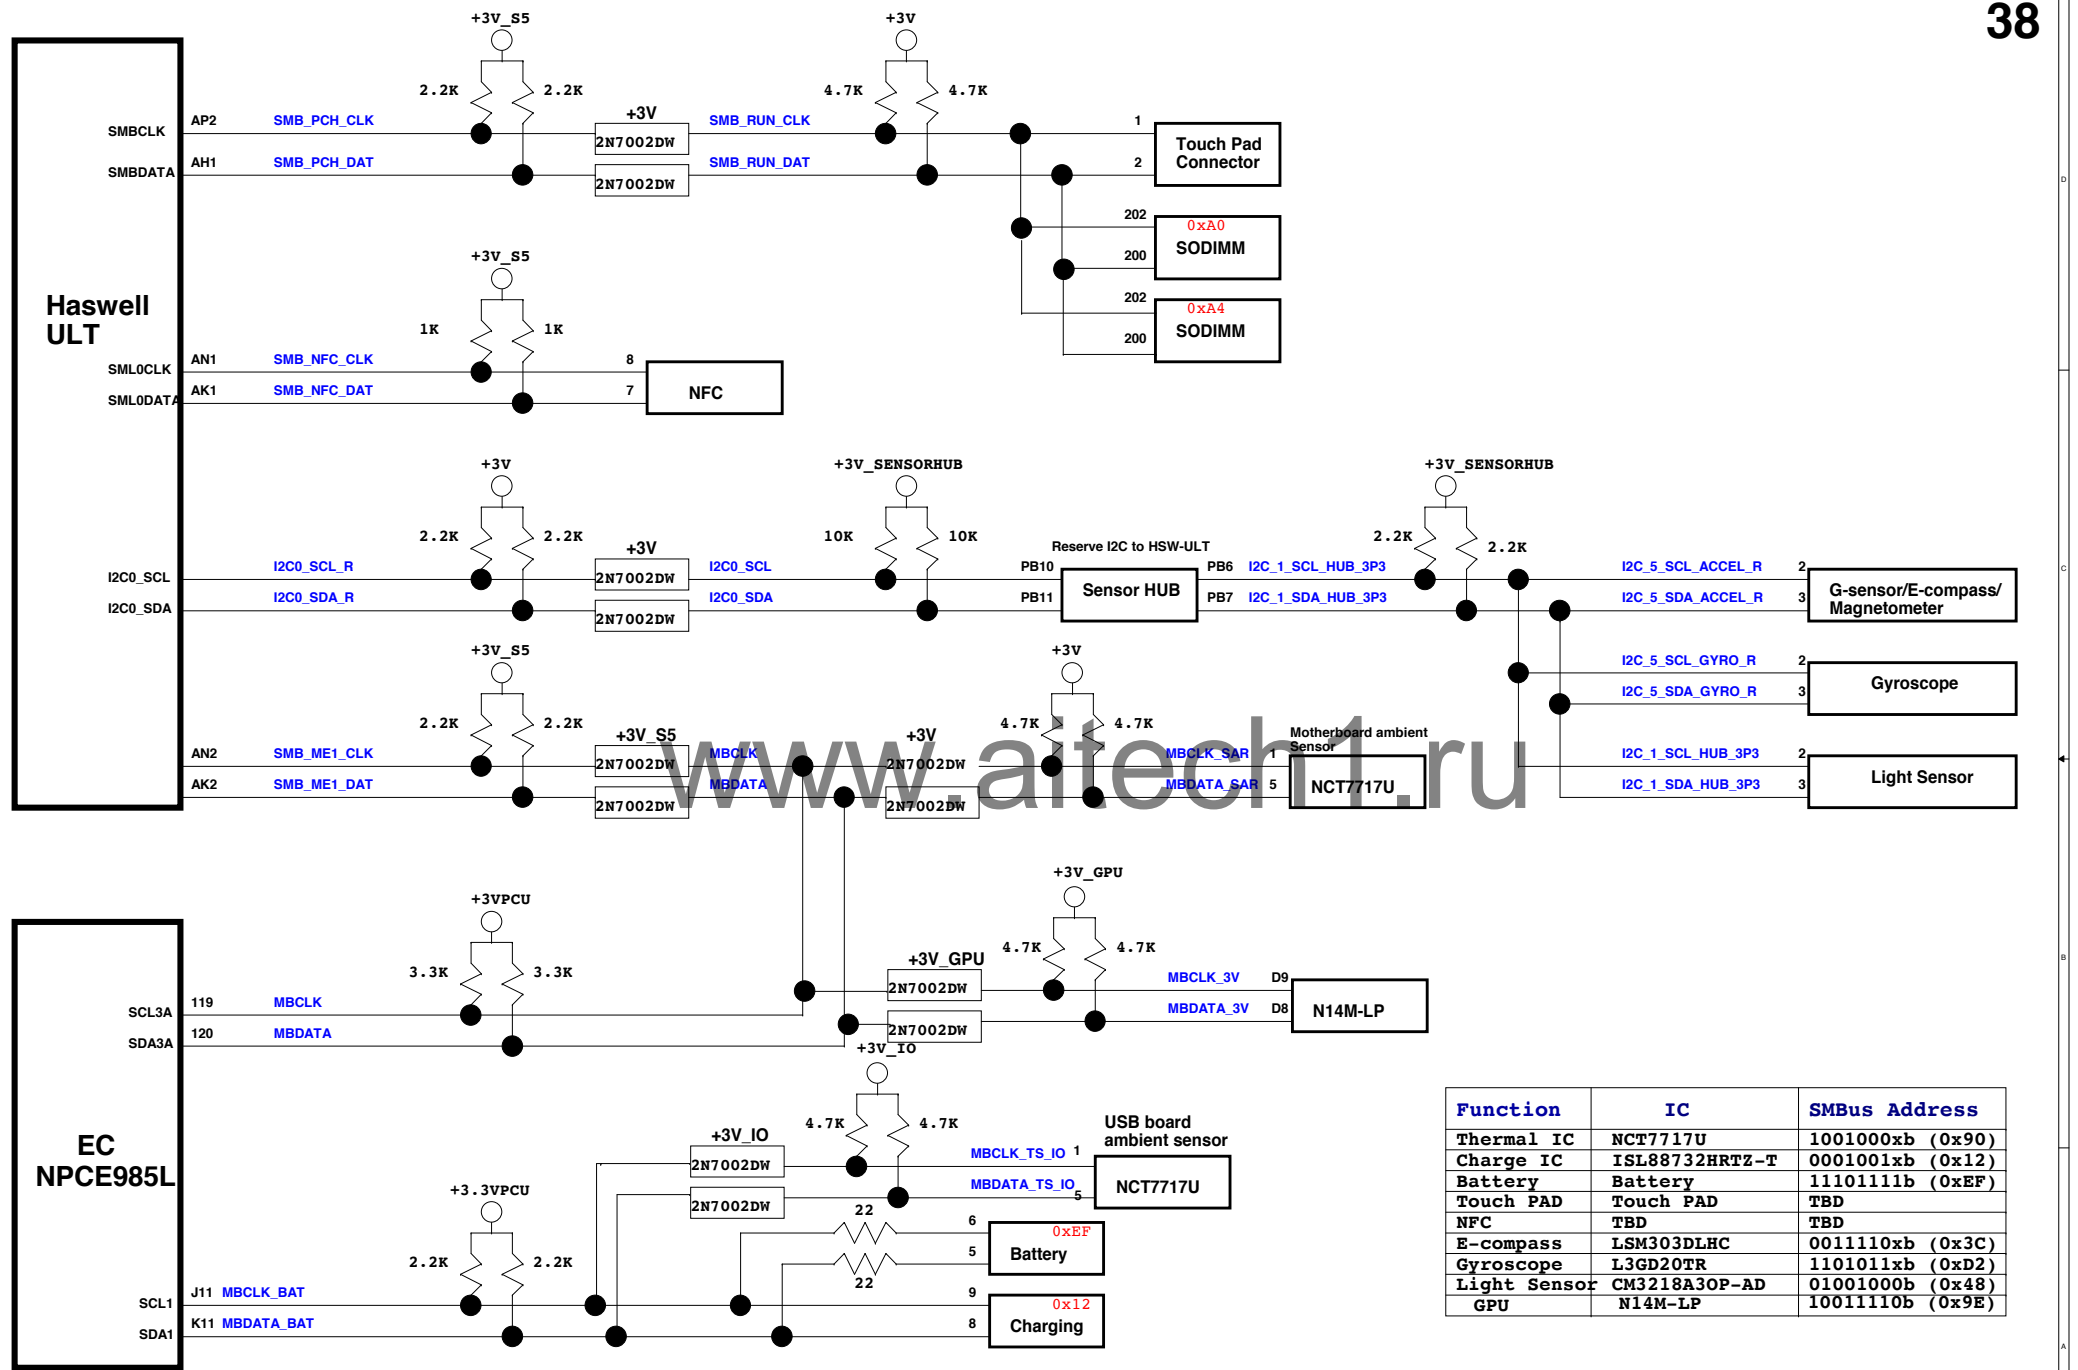 38
+3V_S5
+3V
2.2K
2.2K
4.7K
4.7K
+3V
SMBCLK
AP2
SMB_PCH_CLK
2N7002DW
SMB_RUN_CLK
1
Touch Pad
Connector
SMBDATA
AH1
SMB_PCH_DAT
2N7002DW
SMB_RUN_DAT
2
202
0xA0
SODIMM
200
202
0xA4
SODIMM
200
Haswell
ULT
+3V_S5
1K
1K
SML0CLK
AN1
SMB_NFC_CLK
8
NFC
SML0DATA
AK1
SMB_NFC_DAT
7
+3V
+3V_SENSORHUB
+3V_SENSORHUB
2.2K
2.2K
10K
10K
2.2K
2.2K
+3V
Reserve I2C to HSW-ULT
I2C0_SCL
I2C0_SCL_R
2N7002DW
I2C0_SCL
PB10
Sensor HUB
PB6
I2C_1_SCL_HUB_3P3
I2C_5_SCL_ACCEL_R
2
G-sensor/E-compass/
Magnetometer
I2C0_SDA
I2C0_SDA_R
2N7002DW
I2C0_SDA
PB11
PB7
I2C_1_SDA_HUB_3P3
I2C_5_SDA_ACCEL_R
3
I2C_5_SCL_GYRO_R
2
Gyroscope
I2C_5_SDA_GYRO_R
3
I2C_1_SCL_HUB_3P3
2
Light Sensor
I2C_1_SDA_HUB_3P3
3
+3V_S5
+3V
2.2K
2.2K
4.7K
4.7K
+3V_S5
+3V
Motherboard ambient
Sensor
AN2
SMB_ME1_CLK
2N7002DW
MBCLK
2N7002DW
MBCLK_SAR
1
NCT7717U
AK2
SMB_ME1_DAT
2N7002DW
MBDATA
2N7002DW
MBDATA_SAR
5
www.aitech1.ru
+3VPCU
+3V_GPU
3.3K
3.3K
4.7K
4.7K
+3V_GPU
2N7002DW
MBCLK_3V
D9
N14M-LP
2N7002DW
MBDATA_3V
D8
SCL3A
119
MBCLK
SDA3A
120
MBDATA
EC
NPCE985L
+3V_IO
4.7K
4.7K
+3V_IO
USB board
ambient sensor
2N7002DW
MBCLK_TS_IO
1
NCT7717U
2N7002DW
MBDATA_TS_IO
5
+3.3VPCU
2.2K
2.2K
22
6
0xEF
Battery
22
5
SCL1
J11
MBCLK_BAT
9
0x12
Charging
SDA1
K11
MBDATA_BAT
8
Function IC SMBus Address
Thermal IC NCT7717U 1001000xb (0x90)
Charge IC ISL88732HRTZ-T 0001001xb (0x12)
Battery Battery 11101111b (0xEF)
Touch PAD Touch PAD TBD
NFC TBD TBD
E-compass LSM303DLHC 0011110xb (0x3C)
Gyroscope L3GD20TR 1101011xb (0xD2)
Light Sensor CM3218A3OP-AD 01001000b (0x48)
GPU N14M-LP 10011110b (0x9E)
D
C
B
A